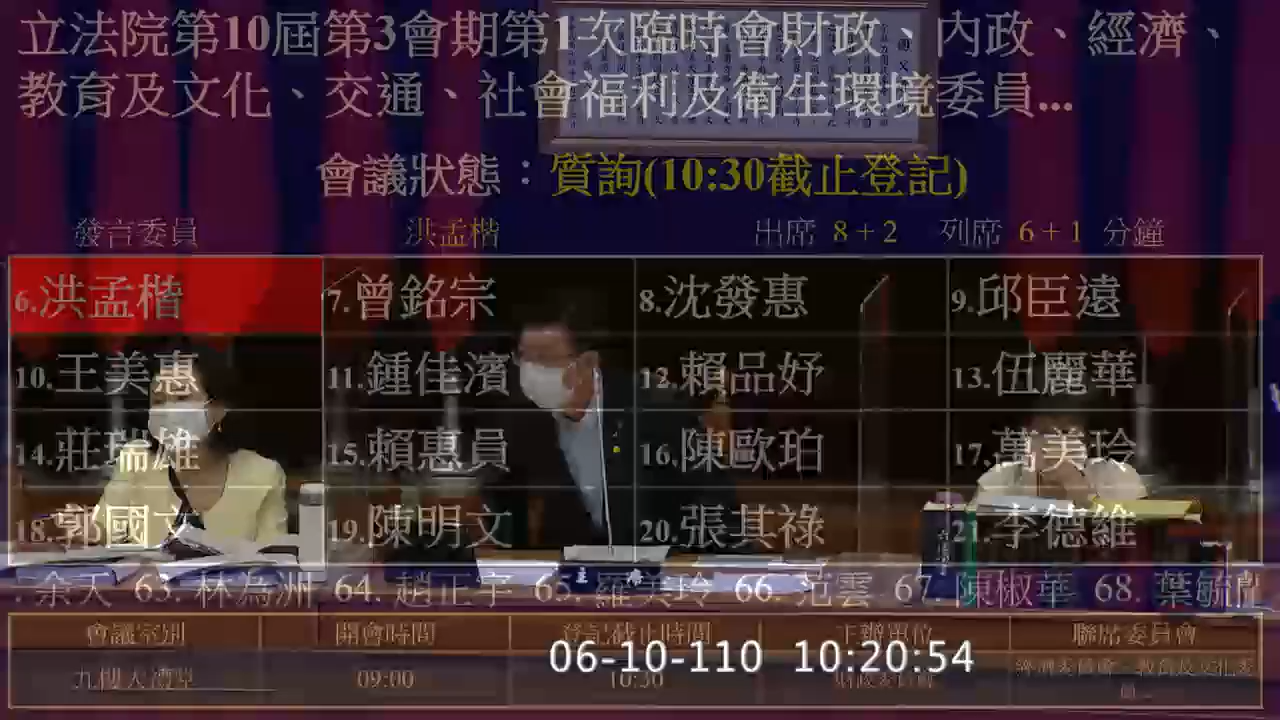 立法院第10屆第3會期第1次臨時會財政、內政、經濟、
教育及文化、交通、社會福利及衛生環境委員...
會議狀態：質詢(10:30截止登記)
發言委員 洪孟楷 出席 8+2 列席 6+1 分鐘
6.洪孟楷 7.曾銘宗 8.沈發惠 9.邱臣遠
10.王美惠 11.鍾佳濱 12.賴品妤 13.伍麗華
14.莊瑞雄 15.賴惠員 16.陳歐珀 17.萬美玲
18.郭國文 19.陳明文 20.張其祿 21.李德維
余天 63. 林為洲 64. 趙正宇 65. 羅美玲 66. 范雲 67. 陳椒華 68. 葉毓蘭
會議室別 開會時間 登記截止時間 主辦單位 聯席委員會
九樓大禮堂 09:00 10:30 財政委員會
06-10-110 10:20:54
主 席